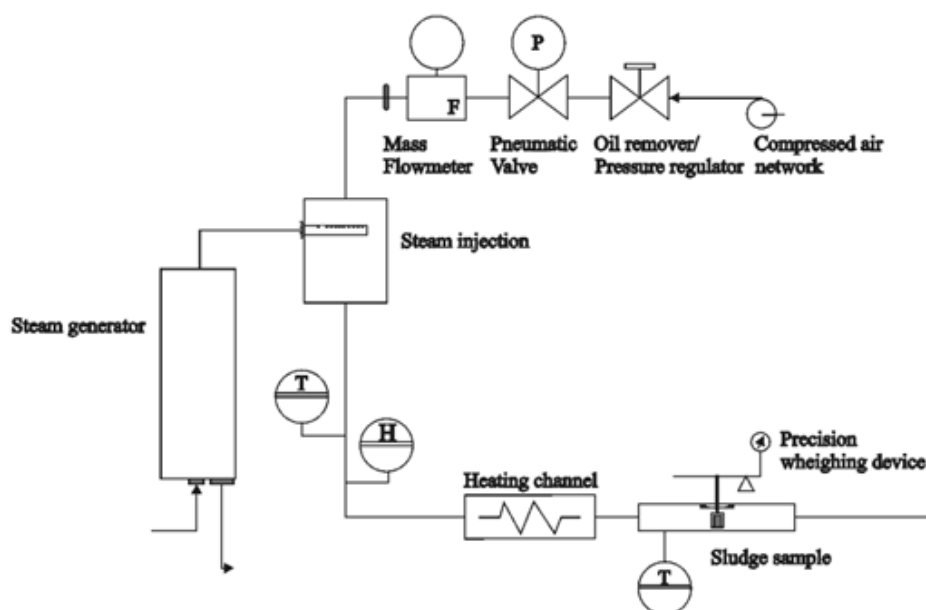 P
F
Mass
Flowmeter
Pneumatic
Valve
Oil remover/
Pressure regulator
Compressed air
network
Steam injection
Steam generator
T
H
Precision
wheighing device
Heating channel
Sludge sample
T